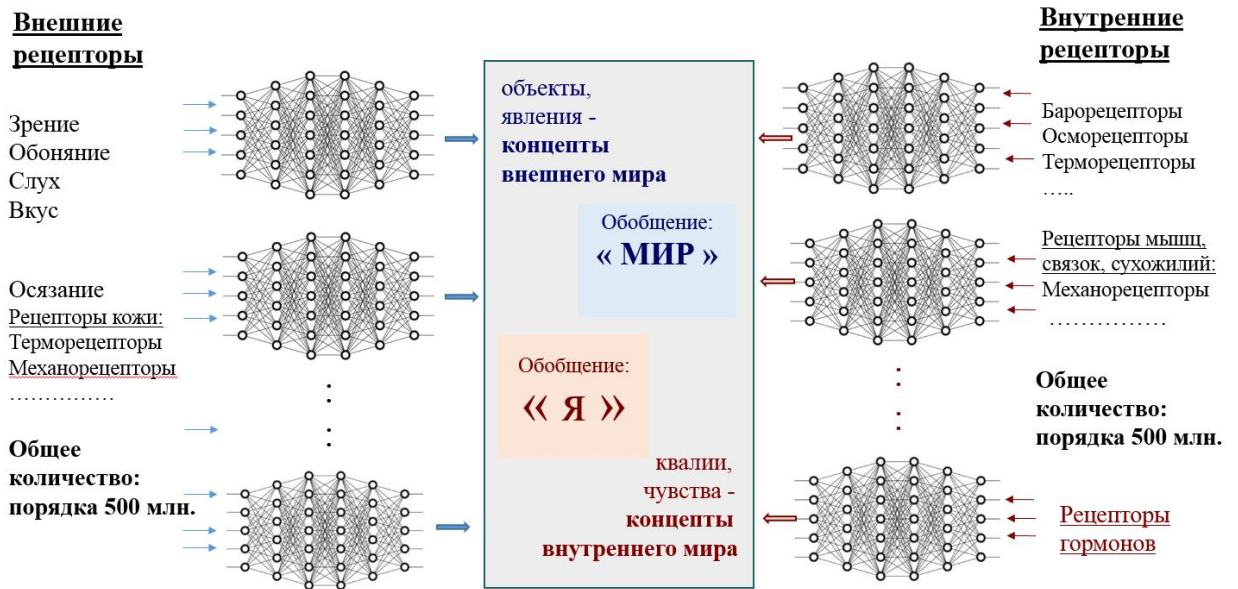 Внешние
рецепторы
Зрение
Обоняние
Слух
Вкус
Осязание
Рецепторы кожи:
Терморецепторы
Механорецепторы
……………
Общее
количество:
порядка 500 млн.
объекты,
явления -
концепты
внешнего мира
Обобщение:
« МИР »
Обобщение:
« Я »
квалии,
чувства -
концепты
внутреннего мира
Внутренние
рецепторы
Барорецепторы
Осморецепторы
Терморецепторы
…..
Рецепторы мышц,
связок, сухожилий:
Механорецепторы
……………
Общее
количество:
порядка 500 млн.
Рецепторы
гормонов